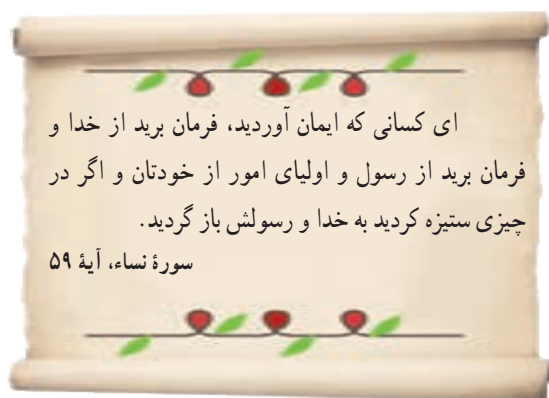 ای کسانی که ایمان آوردید، فرمان برید از خدا و
فرمان برید از رسول و اولیای امور از خودتان و اگر در
چیزی ستیزه کردید به خدا و رسولش باز گردید.
سورهٔ نساء، آیهٔ ۵۹